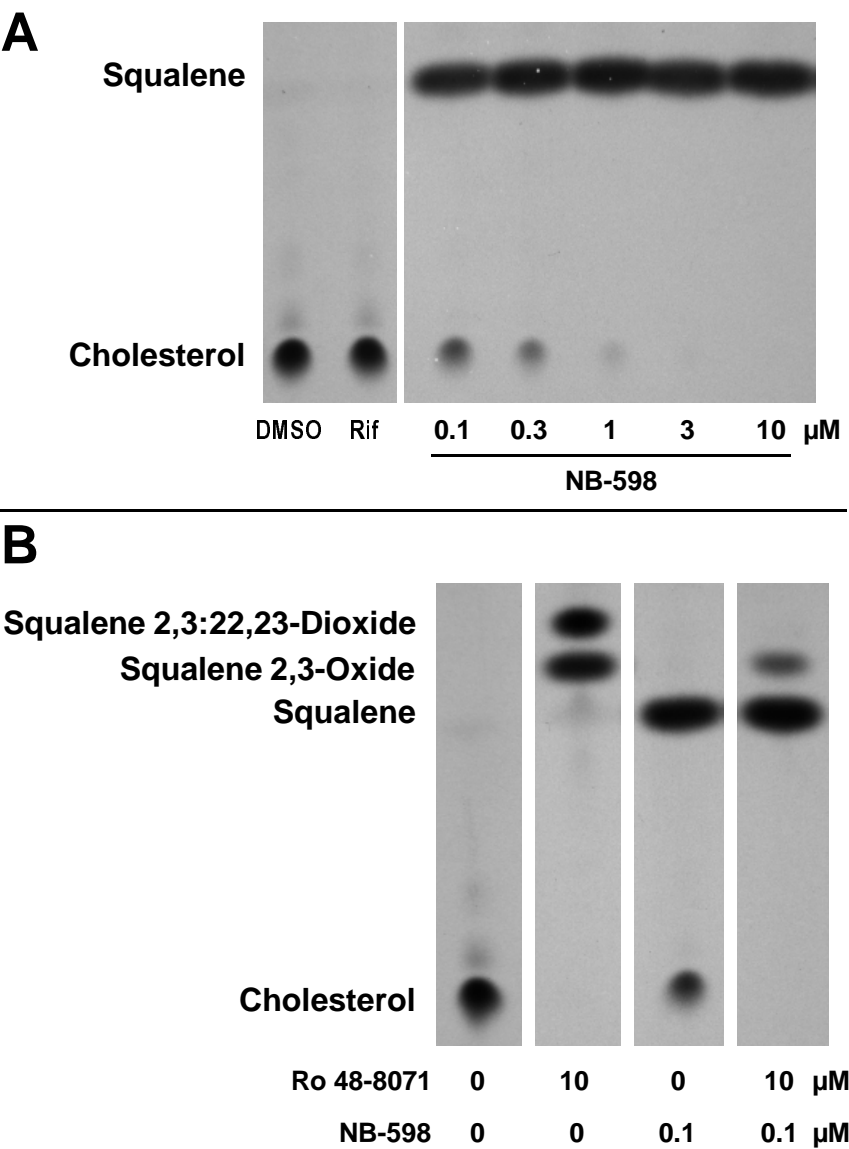 A
Squalene
Cholesterol
DMSO Rif 0.1 0.3 1 3 10 µM
NB-598
B
Squalene 2,3:22,23-Dioxide
Squalene 2,3-Oxide
Squalene
Cholesterol
Ro 48-8071 0 10 0 10 µM
NB-598 0 0 0.1 0.1 µM